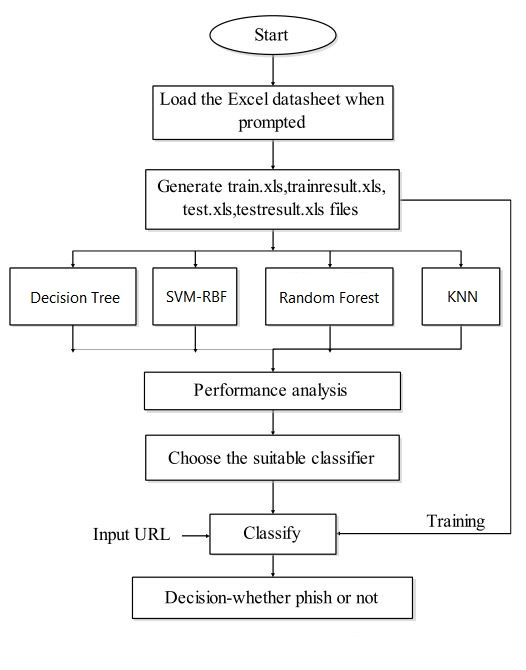 Start
Load the Excel datasheet when
prompted
Generate train.xls,trainresult.xls,
test.xls,testresult.xls files
Decision Tree
SVM-RBF
Random Forest
KNN
Performance analysis
Choose the suitable classifier
Training
Input URL
Classify
Decision-whether phish or not